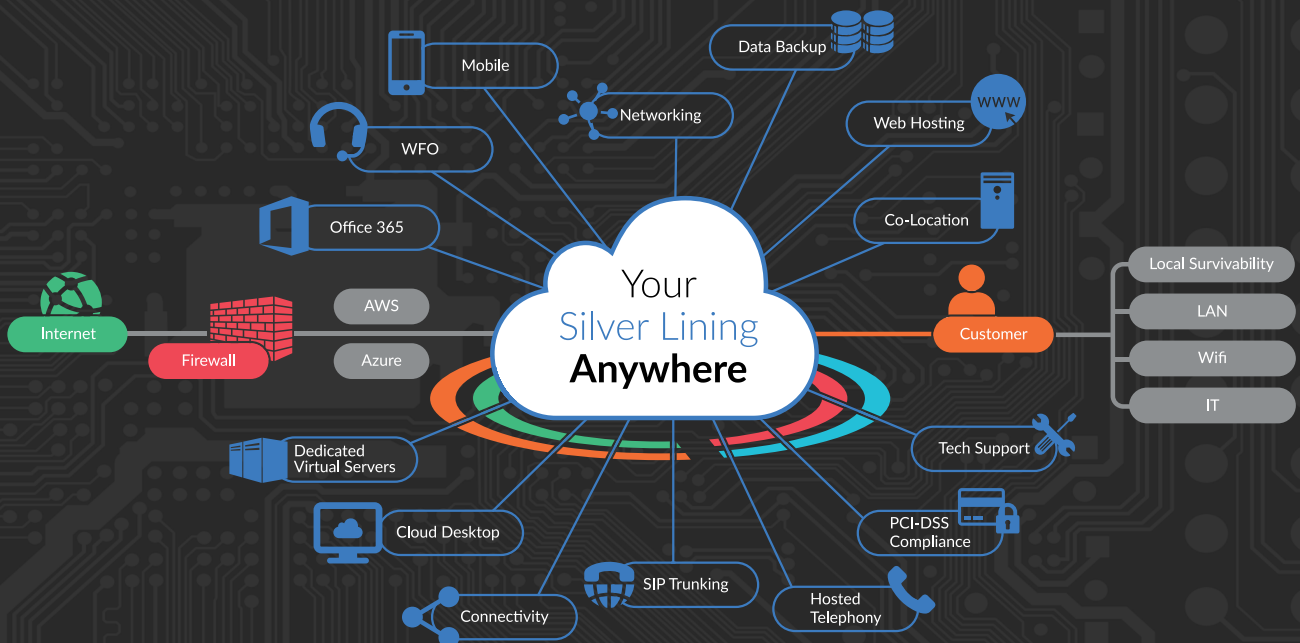 Data Backup
Mobile
Networking
WWW
Web Hosting
WFO
Co-Location
Office 365
Local Survivability
Your
Silver Lining
Anywhere
AWS
LAN
Internet
Customer
Firewall
Azure
Wifi
IT
Dedicated
Virtual Servers
Tech Support
Cloud Desktop
PCI-DSS
Compliance
SIP Trunking
Hosted
Telephony
Connectivity